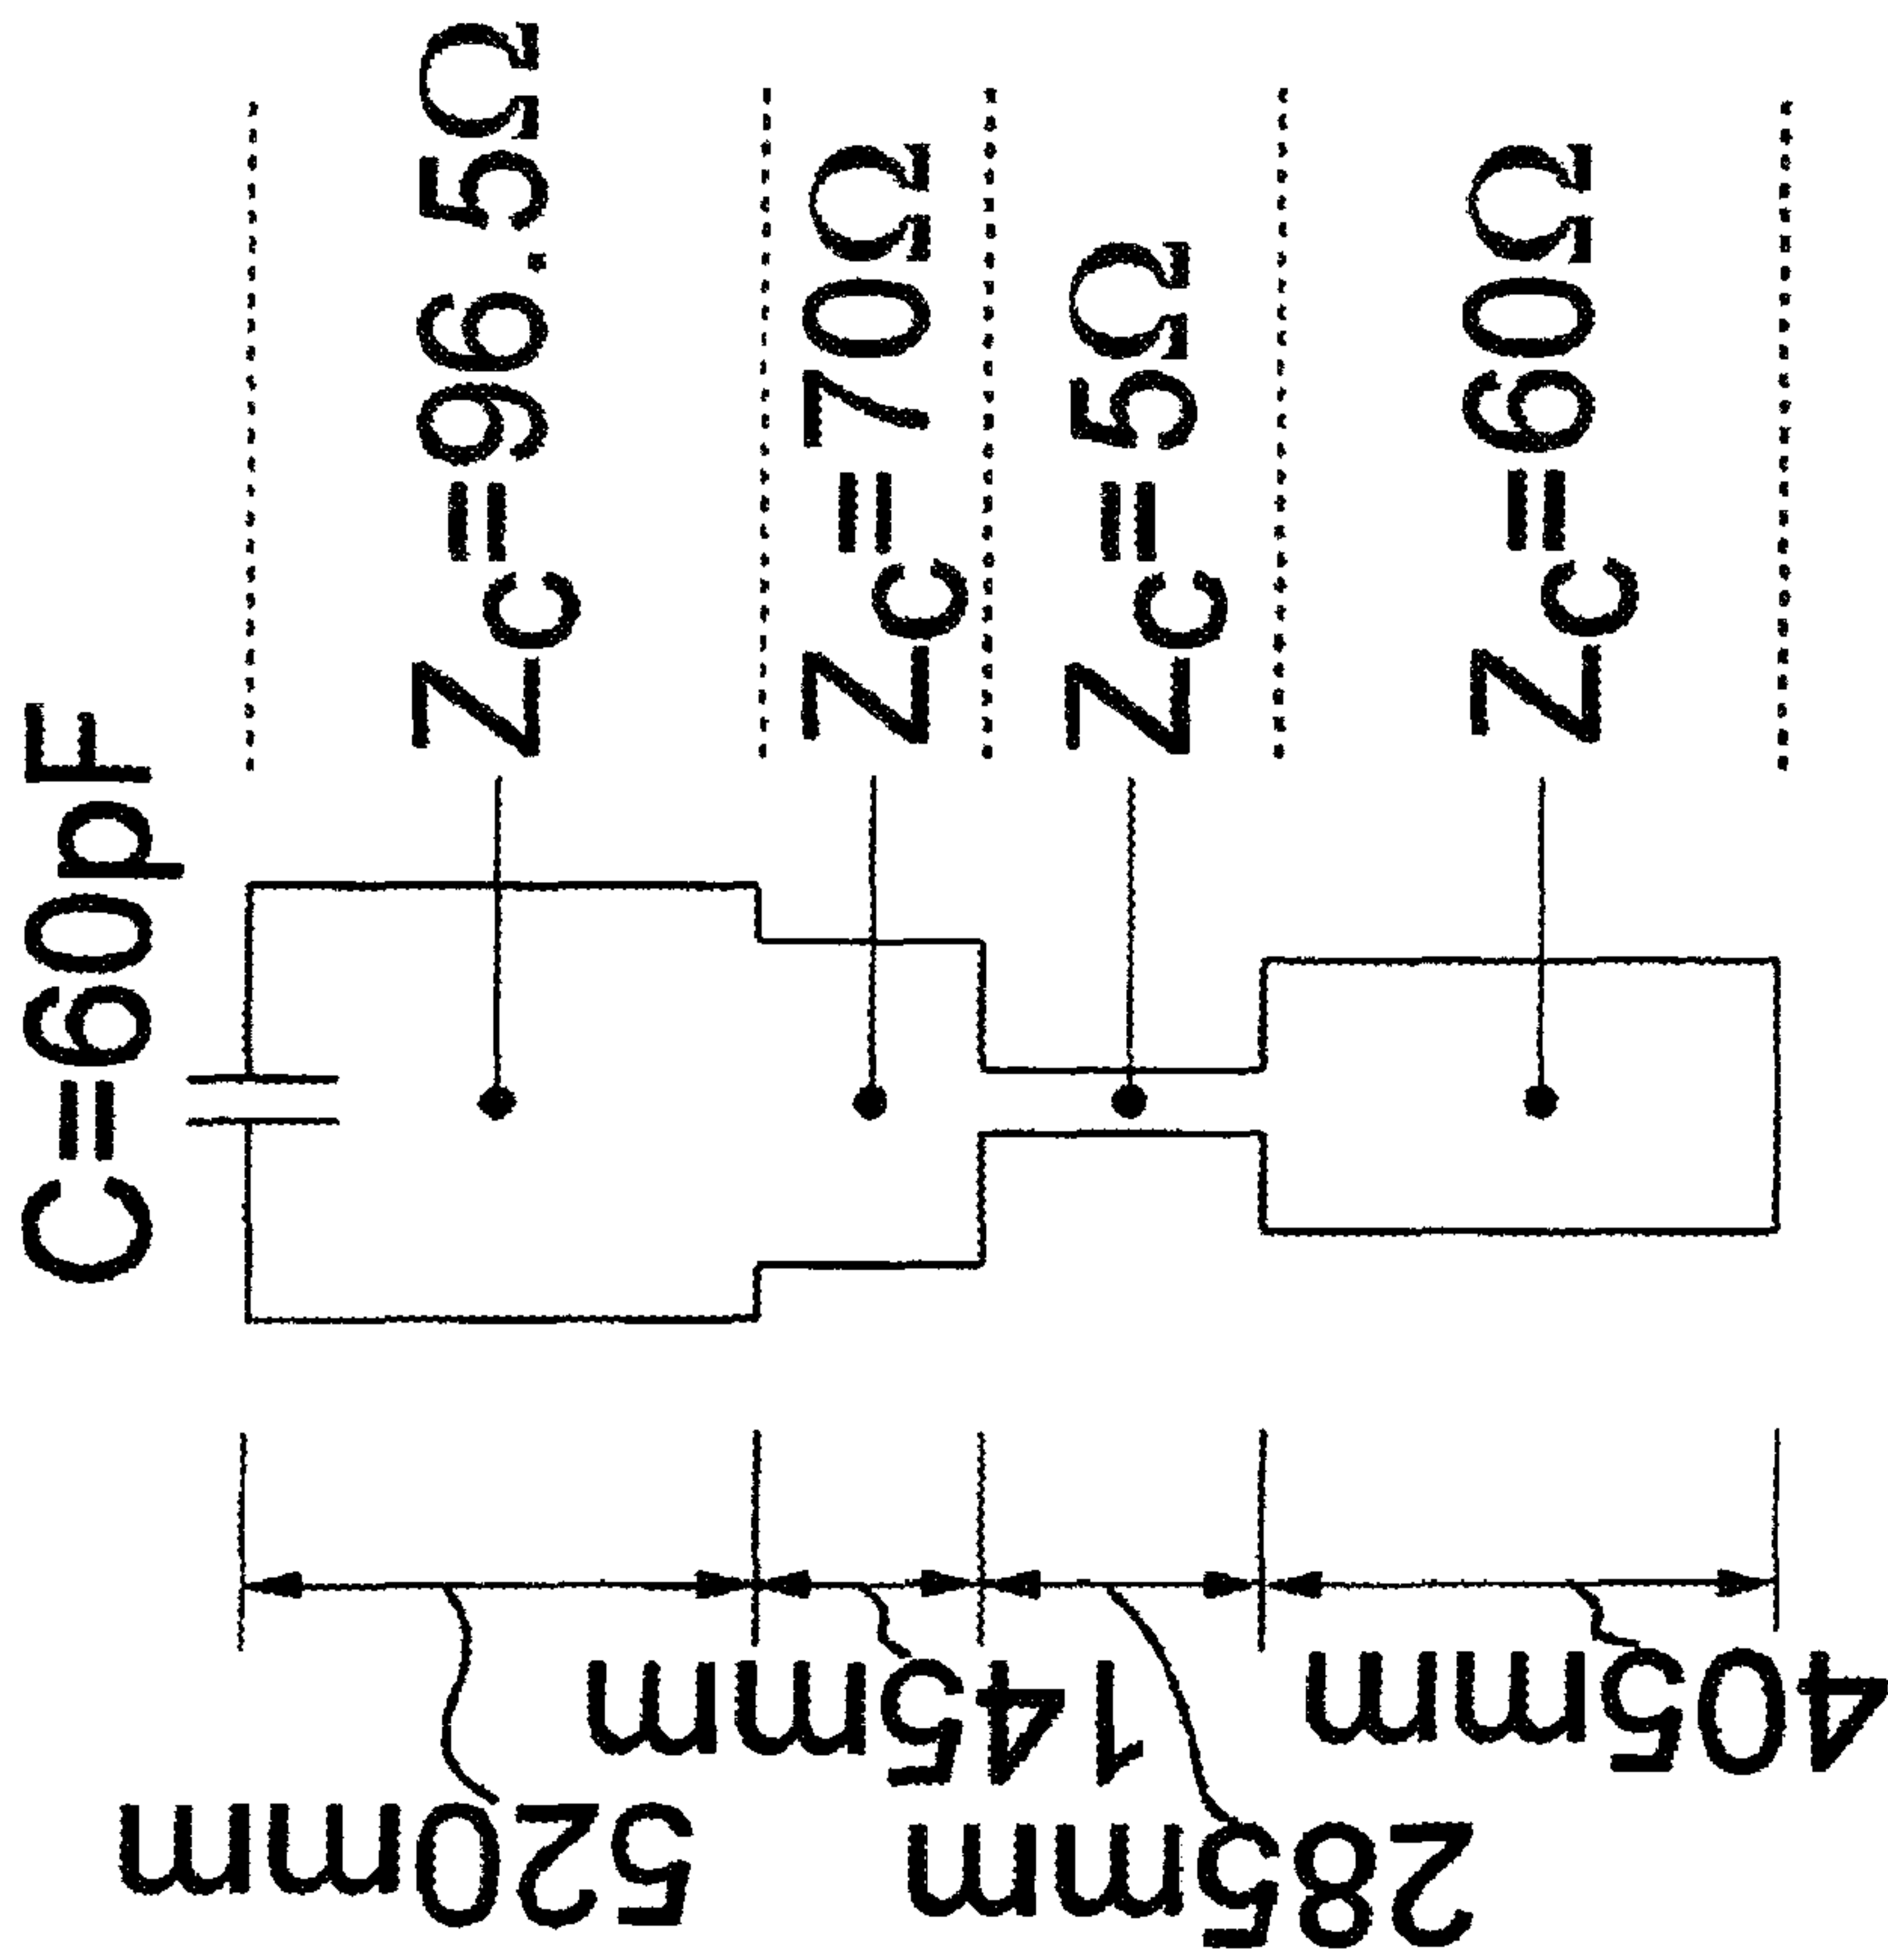 C=60pF
Zc=96.5Ω
Zc=70Ω
Zc=5Ω
Zc=60Ω
520mm
145mm
285mm
405mm